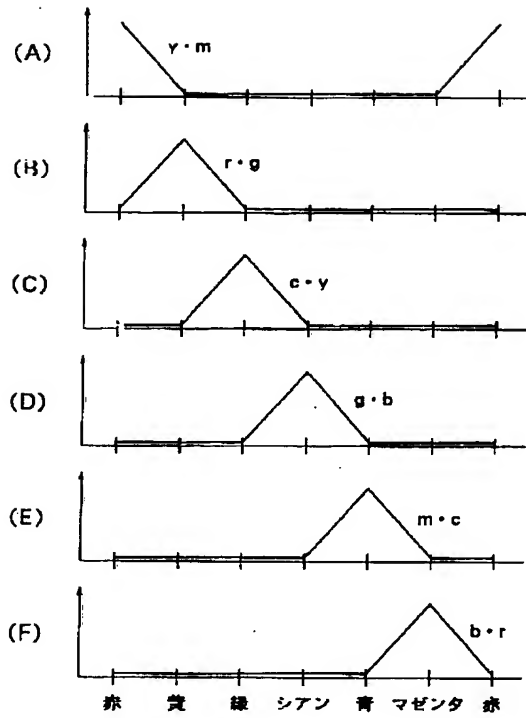 (A) y・m
(B) r・g
(C) c・y
(D) g・b
(E) m・c
(F) b・r
赤 黄 緑 シアン 青 マゼンタ 赤